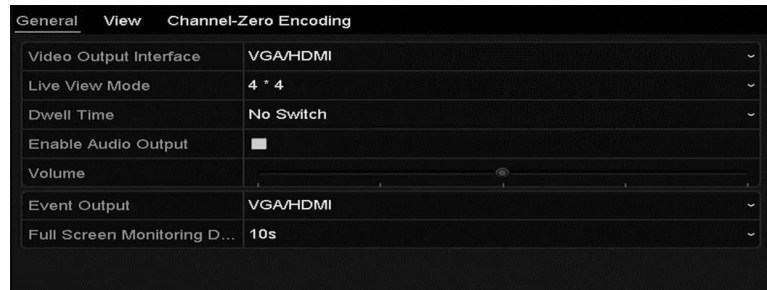 General View Channel-Zero Encoding
Video Output Interface VGA/HDMI
Live View Mode 4 * 4
Dwell Time No Switch
Enable Audio Output
Volume
Event Output VGA/HDMI
Full Screen Monitoring D... 10s